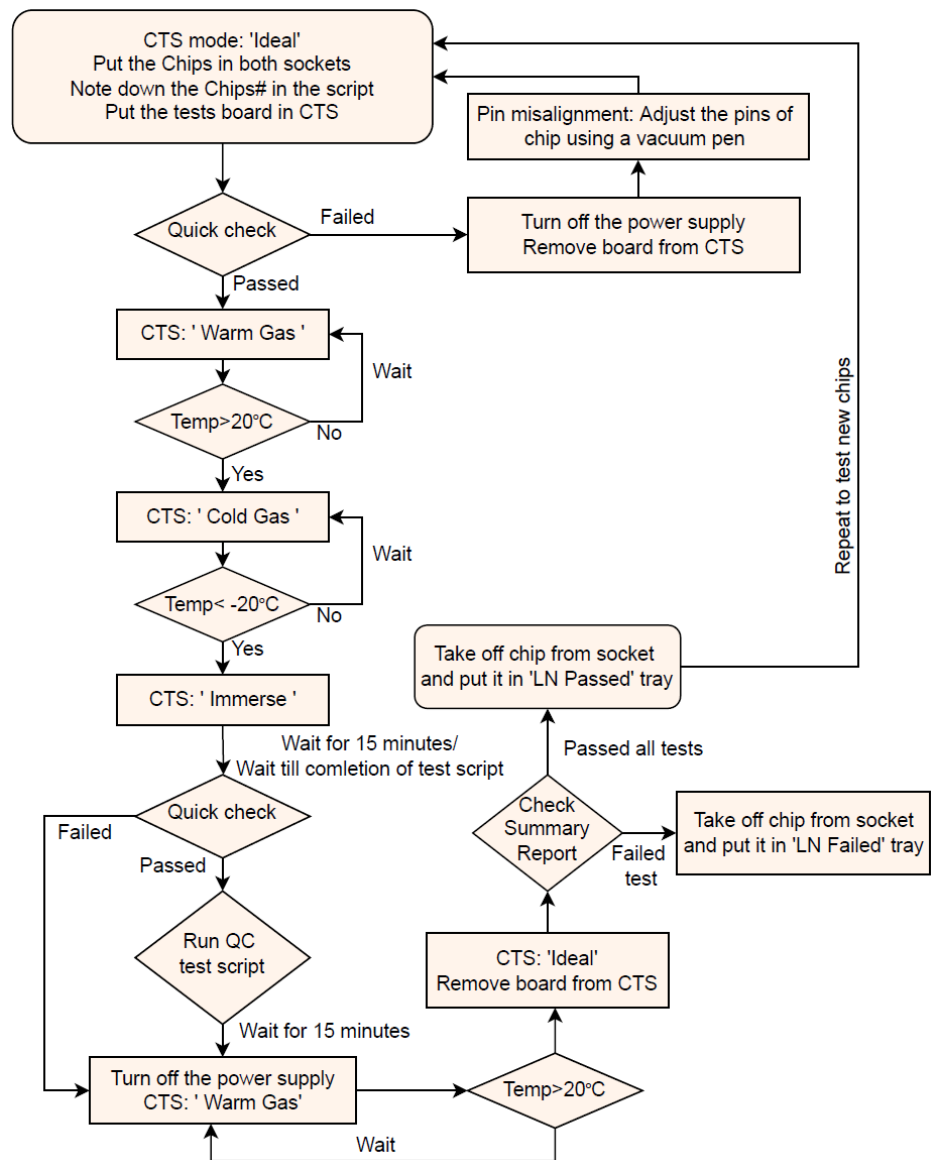 CTS mode: 'Ideal'
Put the Chips in both sockets
Note down the Chips# in the script
Put the tests board in CTS
Pin misalignment: Adjust the pins of
chip using a vacuum pen
Quick check
Failed
Turn off the power supply
Remove board from CTS
Passed
CTS: ' Warm Gas '
Wait
Temp>20°C
No
Yes
CTS: ' Cold Gas '
Wait
Temp< -20°C
No
Yes
CTS: ' Immerse '
Wait for 15 minutes/
Wait till comletion of test script
Quick check
Failed
Passed
Run QC
test script
Wait for 15 minutes
Turn off the power supply
CTS: ' Warm Gas'
Wait
Temp>20°C
CTS: 'Ideal'
Remove board from CTS
Check
Summary
Report
Failed
test
Take off chip from socket
and put it in 'LN Failed' tray
Passed all tests
Take off chip from socket
and put it in 'LN Passed' tray
Repeat to test new chips